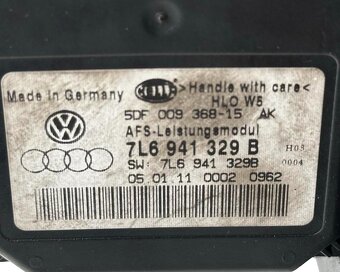 Made in Germany HELLA >Handle with care<
HLO W5
5DF 009 368-15 AK
AFS-Leistungsmodul
7L6 941 329 B H03
SW: 7L6 941 329B 0004
05.01.11 0002 0962